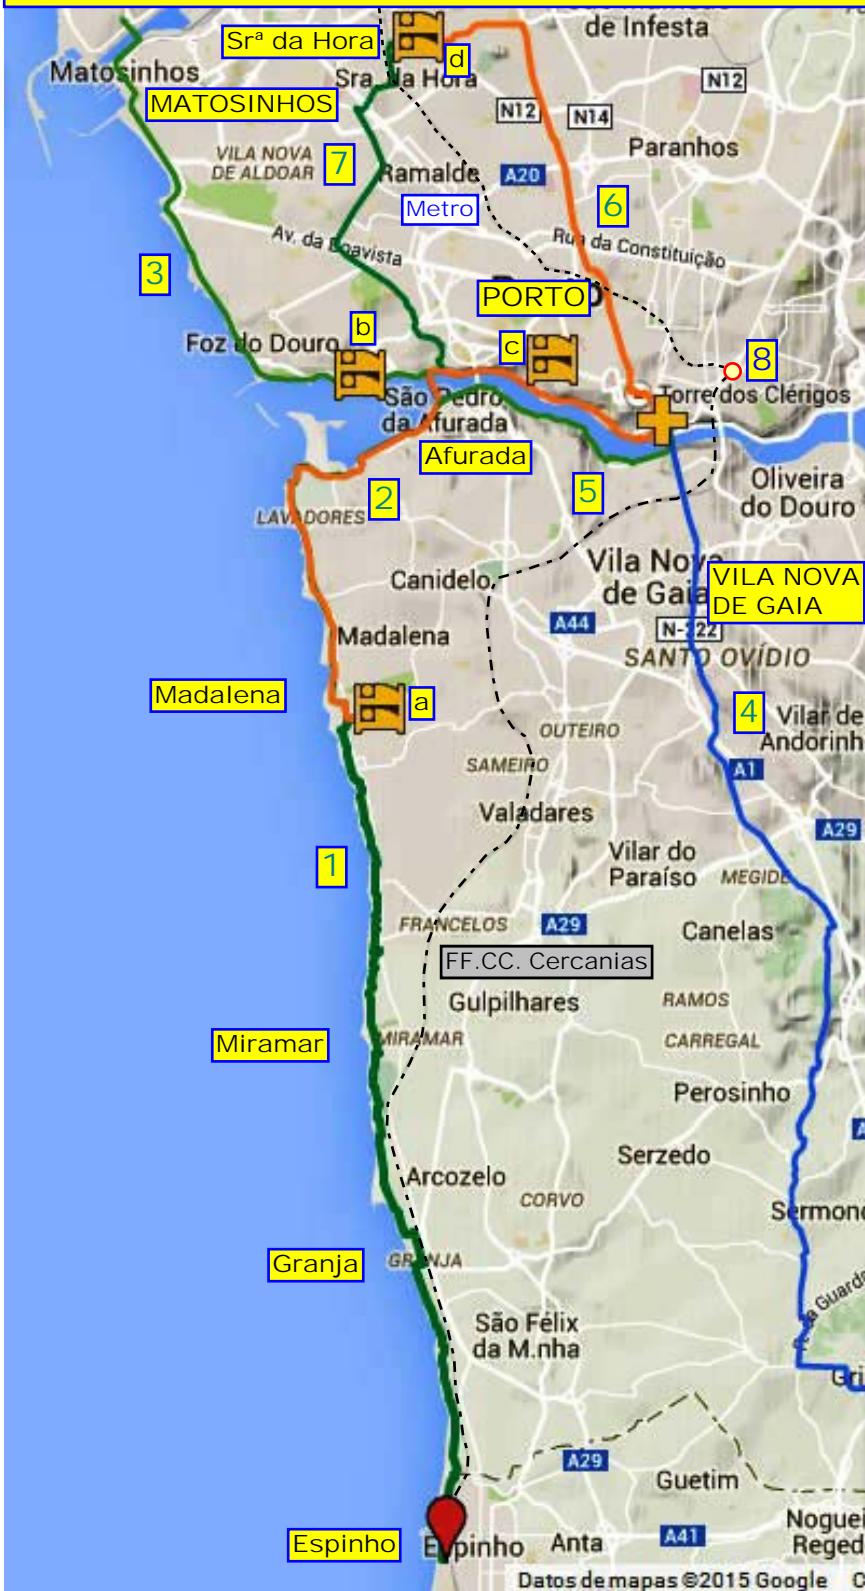 de Infesta
Srª da Hora
d
Matosinhos
Sra. da Hora
N12
MATOSINHOS
N12
N14
VILA NOVA
DE ALDOAR
7
Ramalde
A20
Paranhos
Metro
6
Av. da Boavista
Rua da Constituição
3
PORTO
b
Foz do Douro
c
8
São Pedro
da Afurada
Torre dos Clérigos
Afurada
2
5
Oliveira
do Douro
LAVADORES
Canidelo
Vila Nova
de Gaia
VILA NOVA
DE GAIA
A44
N-222
Madalena
SANTO OVÍDIO
Madalena
a
4
Vilar de
Andorinh
OUTEIRO
SAMEIRO
A1
Valadares
A29
1
Vilar do
Paraíso
MEGIDE
FRANCELOS
A29
Canelas
FF.CC. Cercanias
Gulpilhares
RAMOS
Miramar
MIRAMAR
CARREGAL
Perosinho
Serzedo
Arcozelo
CORVO
Sermond
Granja
GRANJA
São Félix
da M.nha
Gri
A29
Guetim
Espinho
Espinho
Anta
A41
Noguei
Reged
Datos de mapas ©2015 Google